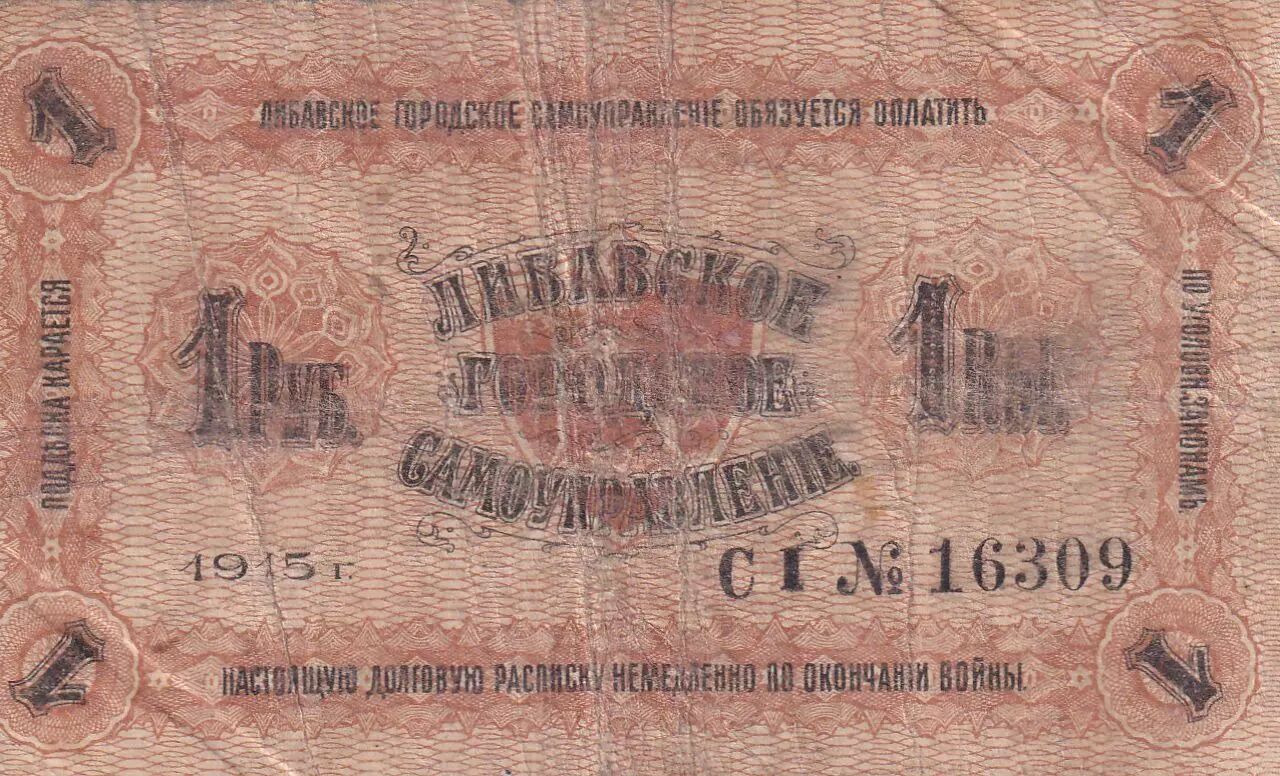 1
1
ЛИБАВСКОЕ ГОРОДСКОЕ САМОУПРАВЛЕНІЕ ОБЯЗУЕТСЯ ОПЛАТИТЬ
ПОДДѢЛКА КАРАЕТСЯ
ПО УГОЛОВН. ЗАКОНАМЪ
ЛИБАВСКОЕ
ГОРОДСКОЕ
САМОУПРАВЛЕНІЕ.
1 РУБ.
1
1915 г.
С I № 16309
НАСТОЯЩУЮ ДОЛГОВУЮ РАСПИСКУ НЕМЕДЛЕННО ПО ОКОНЧАНІИ ВОЙНЫ.
1
1